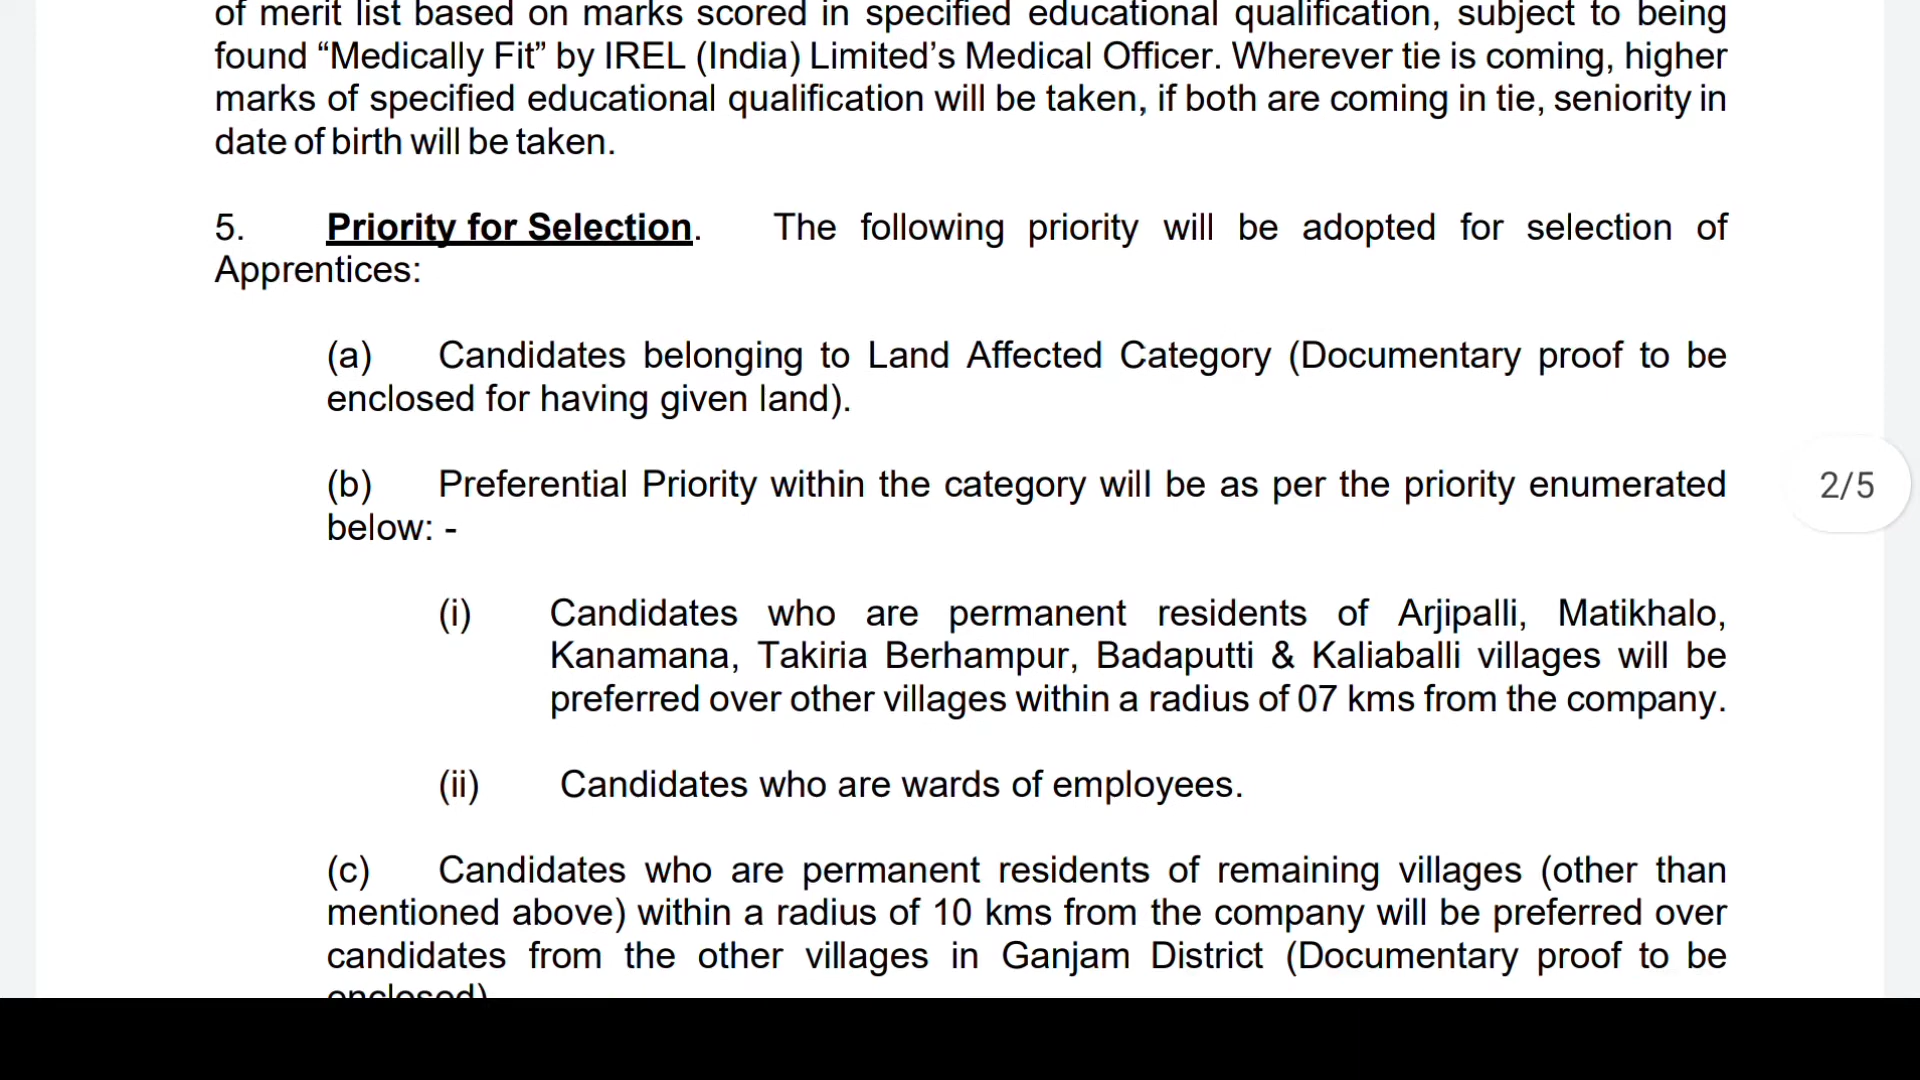 of merit list based on marks scored in specified educational qualification, subject to being
found “Medically Fit” by IREL (India) Limited’s Medical Officer. Wherever tie is coming, higher
marks of specified educational qualification will be taken, if both are coming in tie, seniority in
date of birth will be taken.
5. Priority for Selection. The following priority will be adopted for selection of
Apprentices:
(a) Candidates belonging to Land Affected Category (Documentary proof to be
enclosed for having given land).
(b) Preferential Priority within the category will be as per the priority enumerated
below: -
2/5
(i) Candidates who are permanent residents of Arjipalli, Matikhalo,
Kanamana, Takiria Berhampur, Badaputti & Kaliaballi villages will be
preferred over other villages within a radius of 07 kms from the company.
(ii) Candidates who are wards of employees.
(c) Candidates who are permanent residents of remaining villages (other than
mentioned above) within a radius of 10 kms from the company will be preferred over
candidates from the other villages in Ganjam District (Documentary proof to be
enclosed)